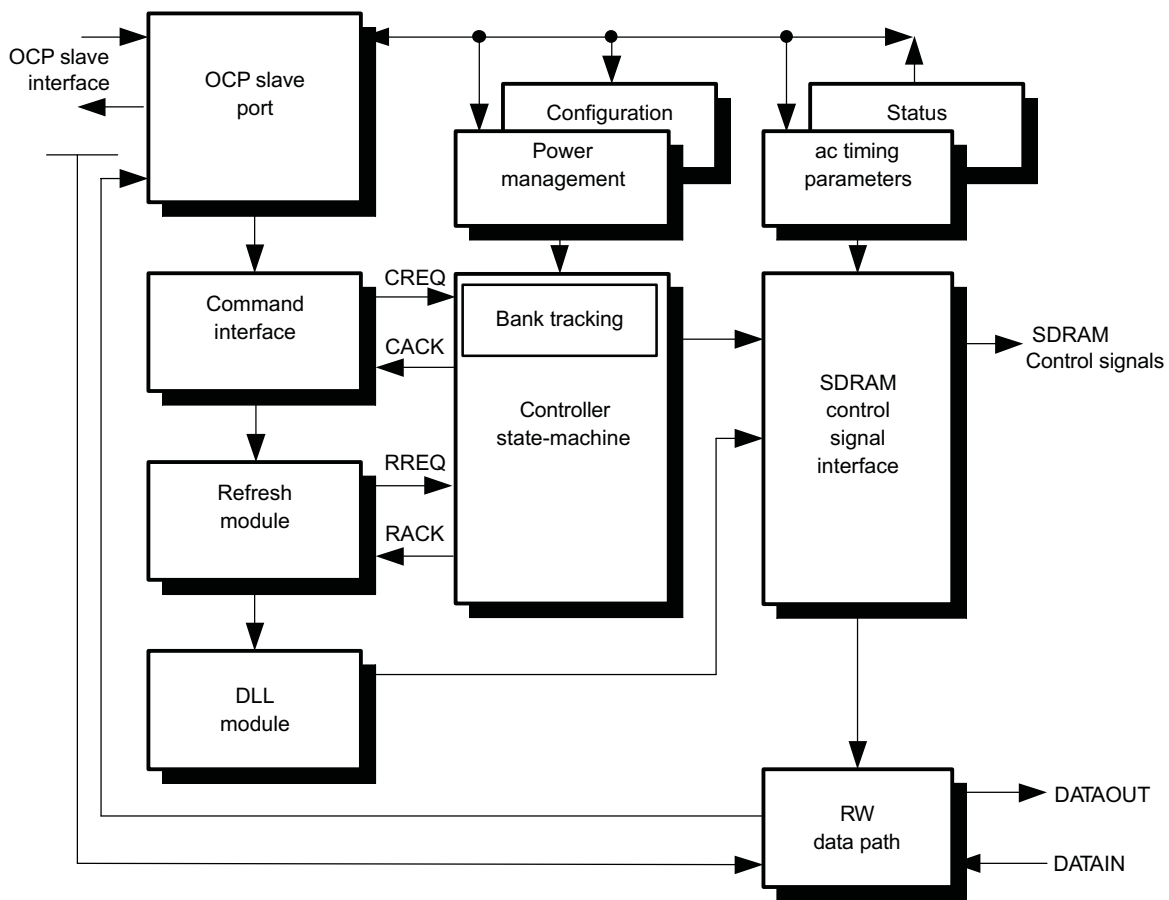 OCP slave
interface
OCP slave
port
Configuration
Power
management
Status
ac timing
parameters
Command
interface
CREQ
CACK
Bank tracking
Controller
state-machine
SDRAM
control
signal
interface
SDRAM
Control signals
Refresh
module
RREQ
RACK
DLL
module
RW
data path
DATAOUT
DATAIN